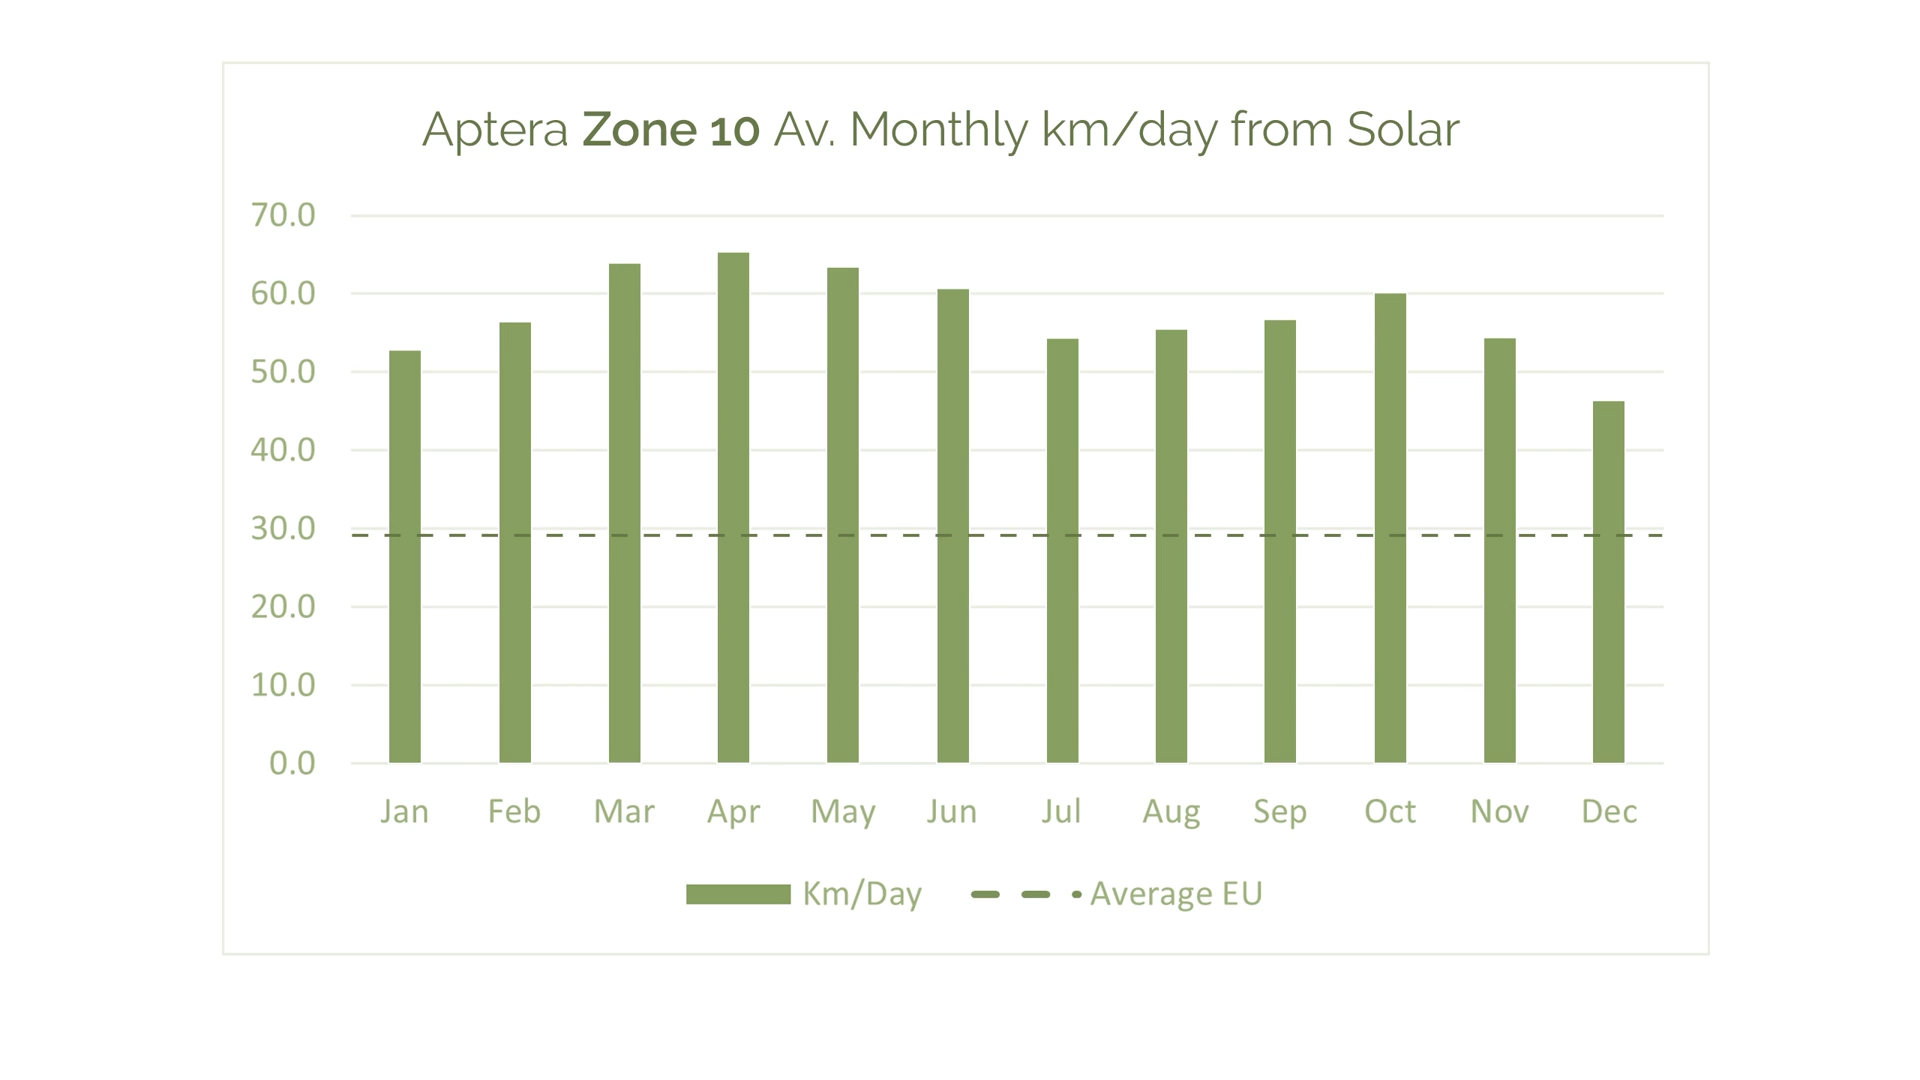 Aptera Zone 10 Av. Monthly km/day from Solar
70.0
60.0
50.0
40.0
30.0
20.0
10.0
0.0
Jan Feb Mar Apr May Jun Jul Aug Sep Oct Nov Dec
Km/Day Average EU